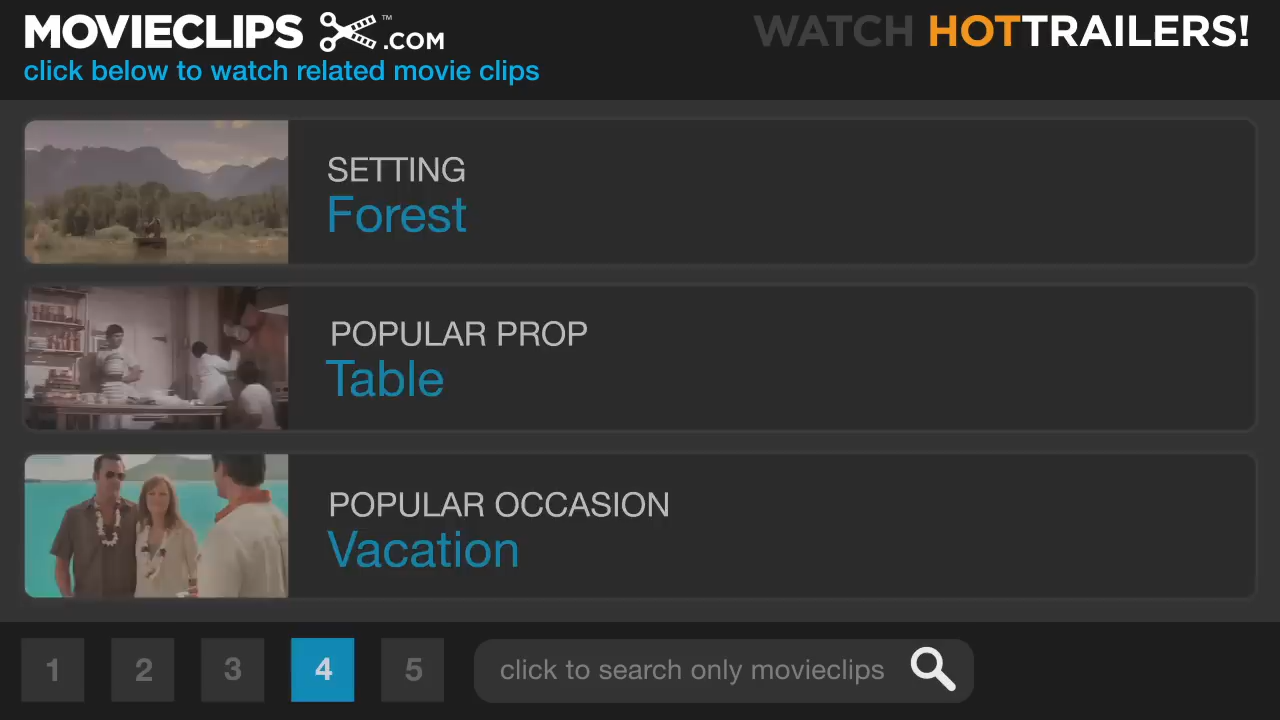 MOVIECLIPS ™.COM
WATCH HOTTRAILERS!
click below to watch related movie clips
SETTING
Forest
POPULAR PROP
Table
POPULAR OCCASION
Vacation
1 2 3 4 5 click to search only movieclips